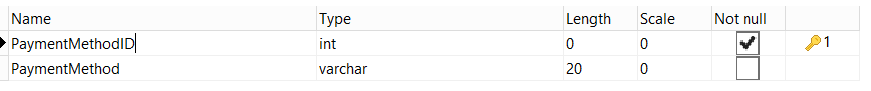 Name Type Length Scale Not null
PaymentMethodID int 0 0 1
PaymentMethod varchar 20 0